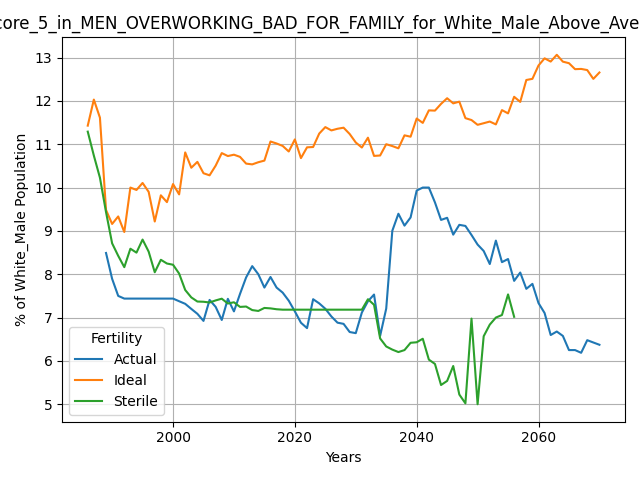 core_5_in_MEN_OVERWORKING_BAD_FOR_FAMILY_for_White_Male_Above_Ave
% of White_Male Population
13
12
11
10
9
8
7
6
5
Fertility
Actual
Ideal
Sterile
2000 2020 2040 2060
Years